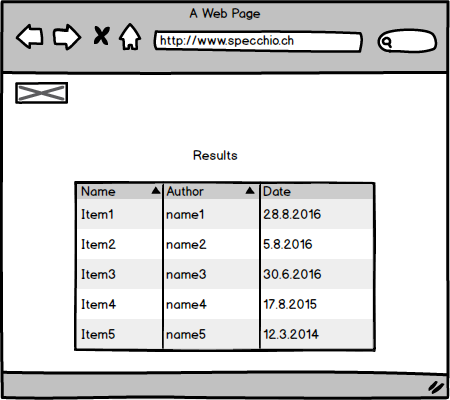 A Web Page
http://www.specchio.ch
Results
Name Author Date
Item1 name1 28.8.2016
Item2 name2 5.8.2016
Item3 name3 30.6.2016
Item4 name4 17.8.2015
Item5 name5 12.3.2014